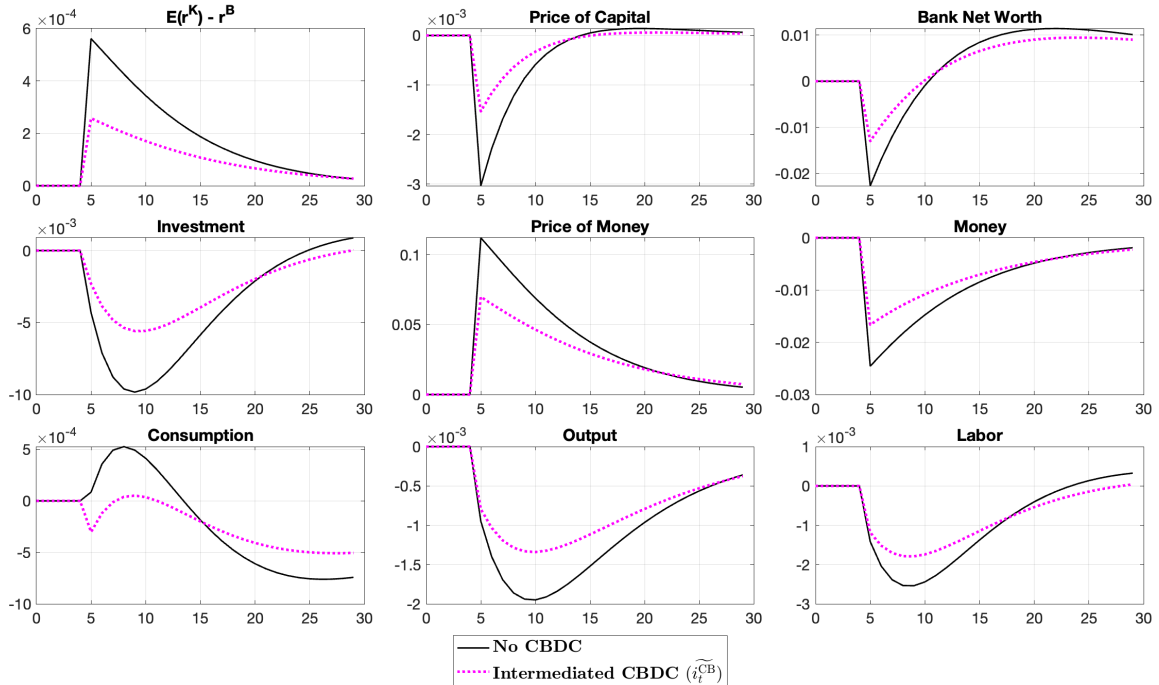 E(r^K) - r^B
Price of Capital
Bank Net Worth
×10^-4
×10^-3
6
4
2
0
0
-1
-2
-3
0.01
0
-0.01
-0.02
0 5 10 15 20 25 30
0 5 10 15 20 25 30
0 5 10 15 20 25 30
Investment
Price of Money
Money
×10^-3
0
-5
-10
0.1
0.05
0
0
-0.01
-0.02
-0.03
0 5 10 15 20 25 30
0 5 10 15 20 25 30
0 5 10 15 20 25 30
Consumption
Output
Labor
×10^-4
×10^-3
×10^-3
5
0
-5
-10
0
-0.5
-1
-1.5
-2
1
0
-1
-2
-3
0 5 10 15 20 25 30
0 5 10 15 20 25 30
0 5 10 15 20 25 30
No CBDC
Intermediated CBDC (\widetilde{i_t^{CB}})